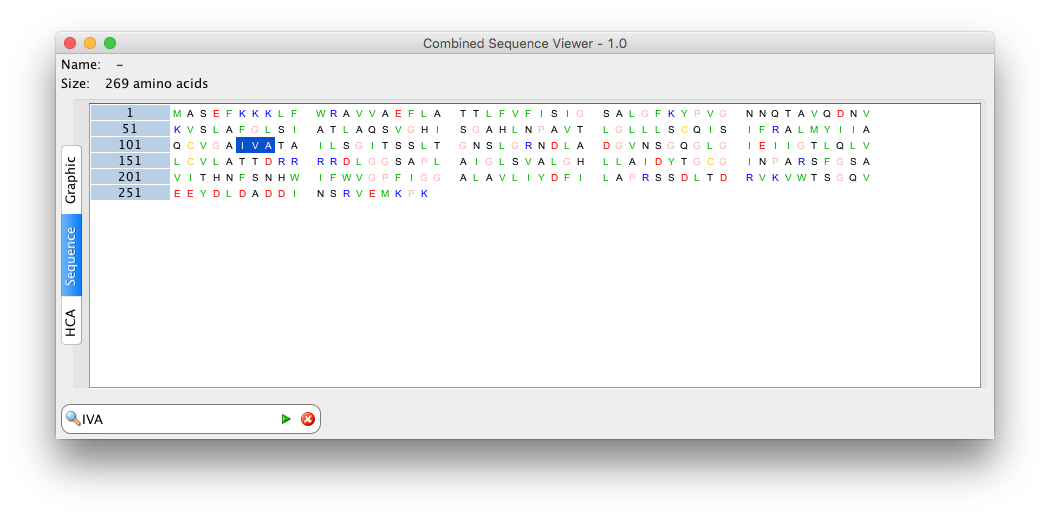 Combined Sequence Viewer - 1.0
Name: -
Size: 269 amino acids
1 MASEFKKKLF WRAVVAEFLA TTLFVFISIG SALGFKYPVG NNQTAVQDNV
51 KVSLAFGLSI ATLAQSVGHI SGAHLNPAVT LGLLLSCQIS IFRALMYIIA
101 QCVGAIVATA ILSGITSSLT GNSLGRNDLA DGVNSGQGLG IEIIGTLQLV
151 LCVLATTDRR RRDLGGSAPL AIGLSVALGH LLAIDYTGCG INPARSFGSA
201 VITHNFSNHW IFWVGPFIGG ALAVLIYDFI LAPRSSDLTD RVKVWTSGQV
251 EEYDLDADDI NSRVEMKPK
Graphic
Sequence
HCA
IVA